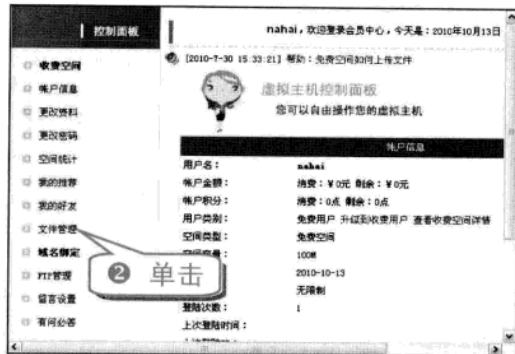 控制面板
nahai，欢迎登录会员中心，今天是：2010年10月13日
收费空间
帐户信息
更改资料
更改密码
空间统计
我的推荐
我的好友
文件管理
域名绑定
FTP管理
留言设置
有问必答
[2010-7-30 15:33:21] 帮助：免费空间如何上传文件
虚拟主机控制面板
您可以自由操作您的虚拟主机
帐户信息
用户名： nahai
帐户金额： 消费：￥0元 剩余：￥0元
帐户积分： 消费：0点 剩余：0点
用户类别： 免费用户 升级到收费用户 查看收费空间详情
空间类型： 免费空间
100M
2010-10-13
无限制
登陆次数： 1
上次登陆时间：
❷ 单击